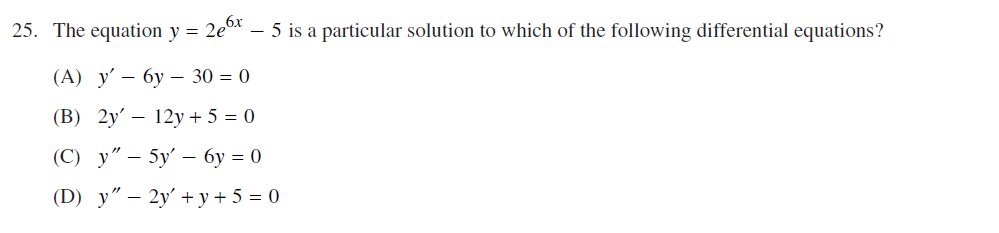 25. The equation y = 2e^{6x} – 5 is a particular solution to which of the following differential equations?
(A) y′ – 6y – 30 = 0
(B) 2y′ – 12y + 5 = 0
(C) y″ – 5y′ – 6y = 0
(D) y″ – 2y′ + y + 5 = 0